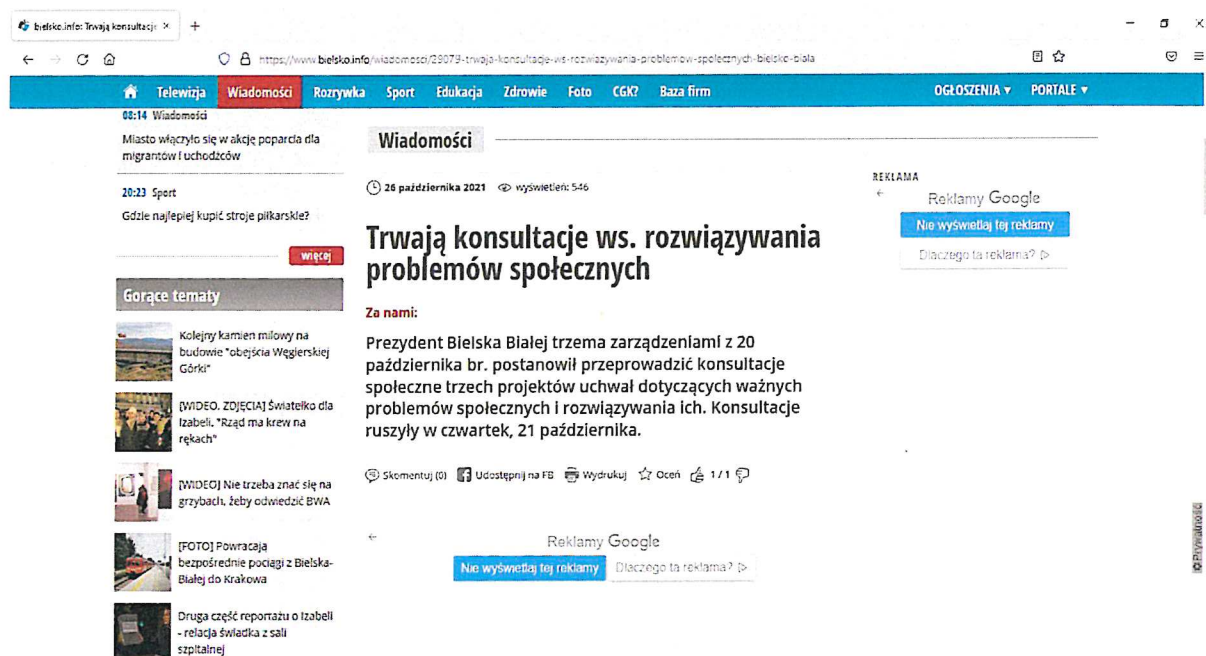 bielsko.info: Trwają konsultacje
https://www.bielsko.info/wiadomosci/29079-trwaja-konsultacje-ws-rozwiazywania-problemow-spolecznych-bielsko-biala
Telewizja Wiadomości Rozrywka Sport Edukacja Zdrowie Foto CGK? Baza firm OGŁOSZENIA ▾ PORTALE ▾
08:14 Wiadomości
Miasto włączyło się w akcję poparcia dla
migrantów i uchodźców
20:23 Sport
Gdzie najlepiej kupić stroje piłkarskie?
więcej
Gorące tematy
Kolejny kamień milowy na
budowie "obejścia Węgierskiej
Górki"
[WIDEO, ZDJĘCIA] Światełko dla
Izabeli. "Rząd ma krew na
rękach"
[WIDEO] Nie trzeba znać się na
grzybach, żeby odwiedzić BWA
[FOTO] Powracają
bezpośrednie pociągi z Bielska-
Białej do Krakowa
Druga część reportażu o Izabeli
- relacja świadka z sali
szpitalnej
Wiadomości
26 października 2021 wyświetleń: 546
Trwają konsultacje ws. rozwiązywania
problemów społecznych
Za nami:
Prezydent Bielska Białej trzema zarządzeniami z 20
października br. postanowił przeprowadzić konsultacje
społeczne trzech projektów uchwał dotyczących ważnych
problemów społecznych i rozwiązywania ich. Konsultacje
ruszyły w czwartek, 21 października.
Skomentuj (0) Udostępnij na FB Wydrukuj Oceń 1 / 1
Reklamy Google
Nie wyświetlaj tej reklamy Dlaczego ta reklama?
REKLAMA
Reklamy Google
Nie wyświetlaj tej reklamy
Dlaczego ta reklama?
Prywatność